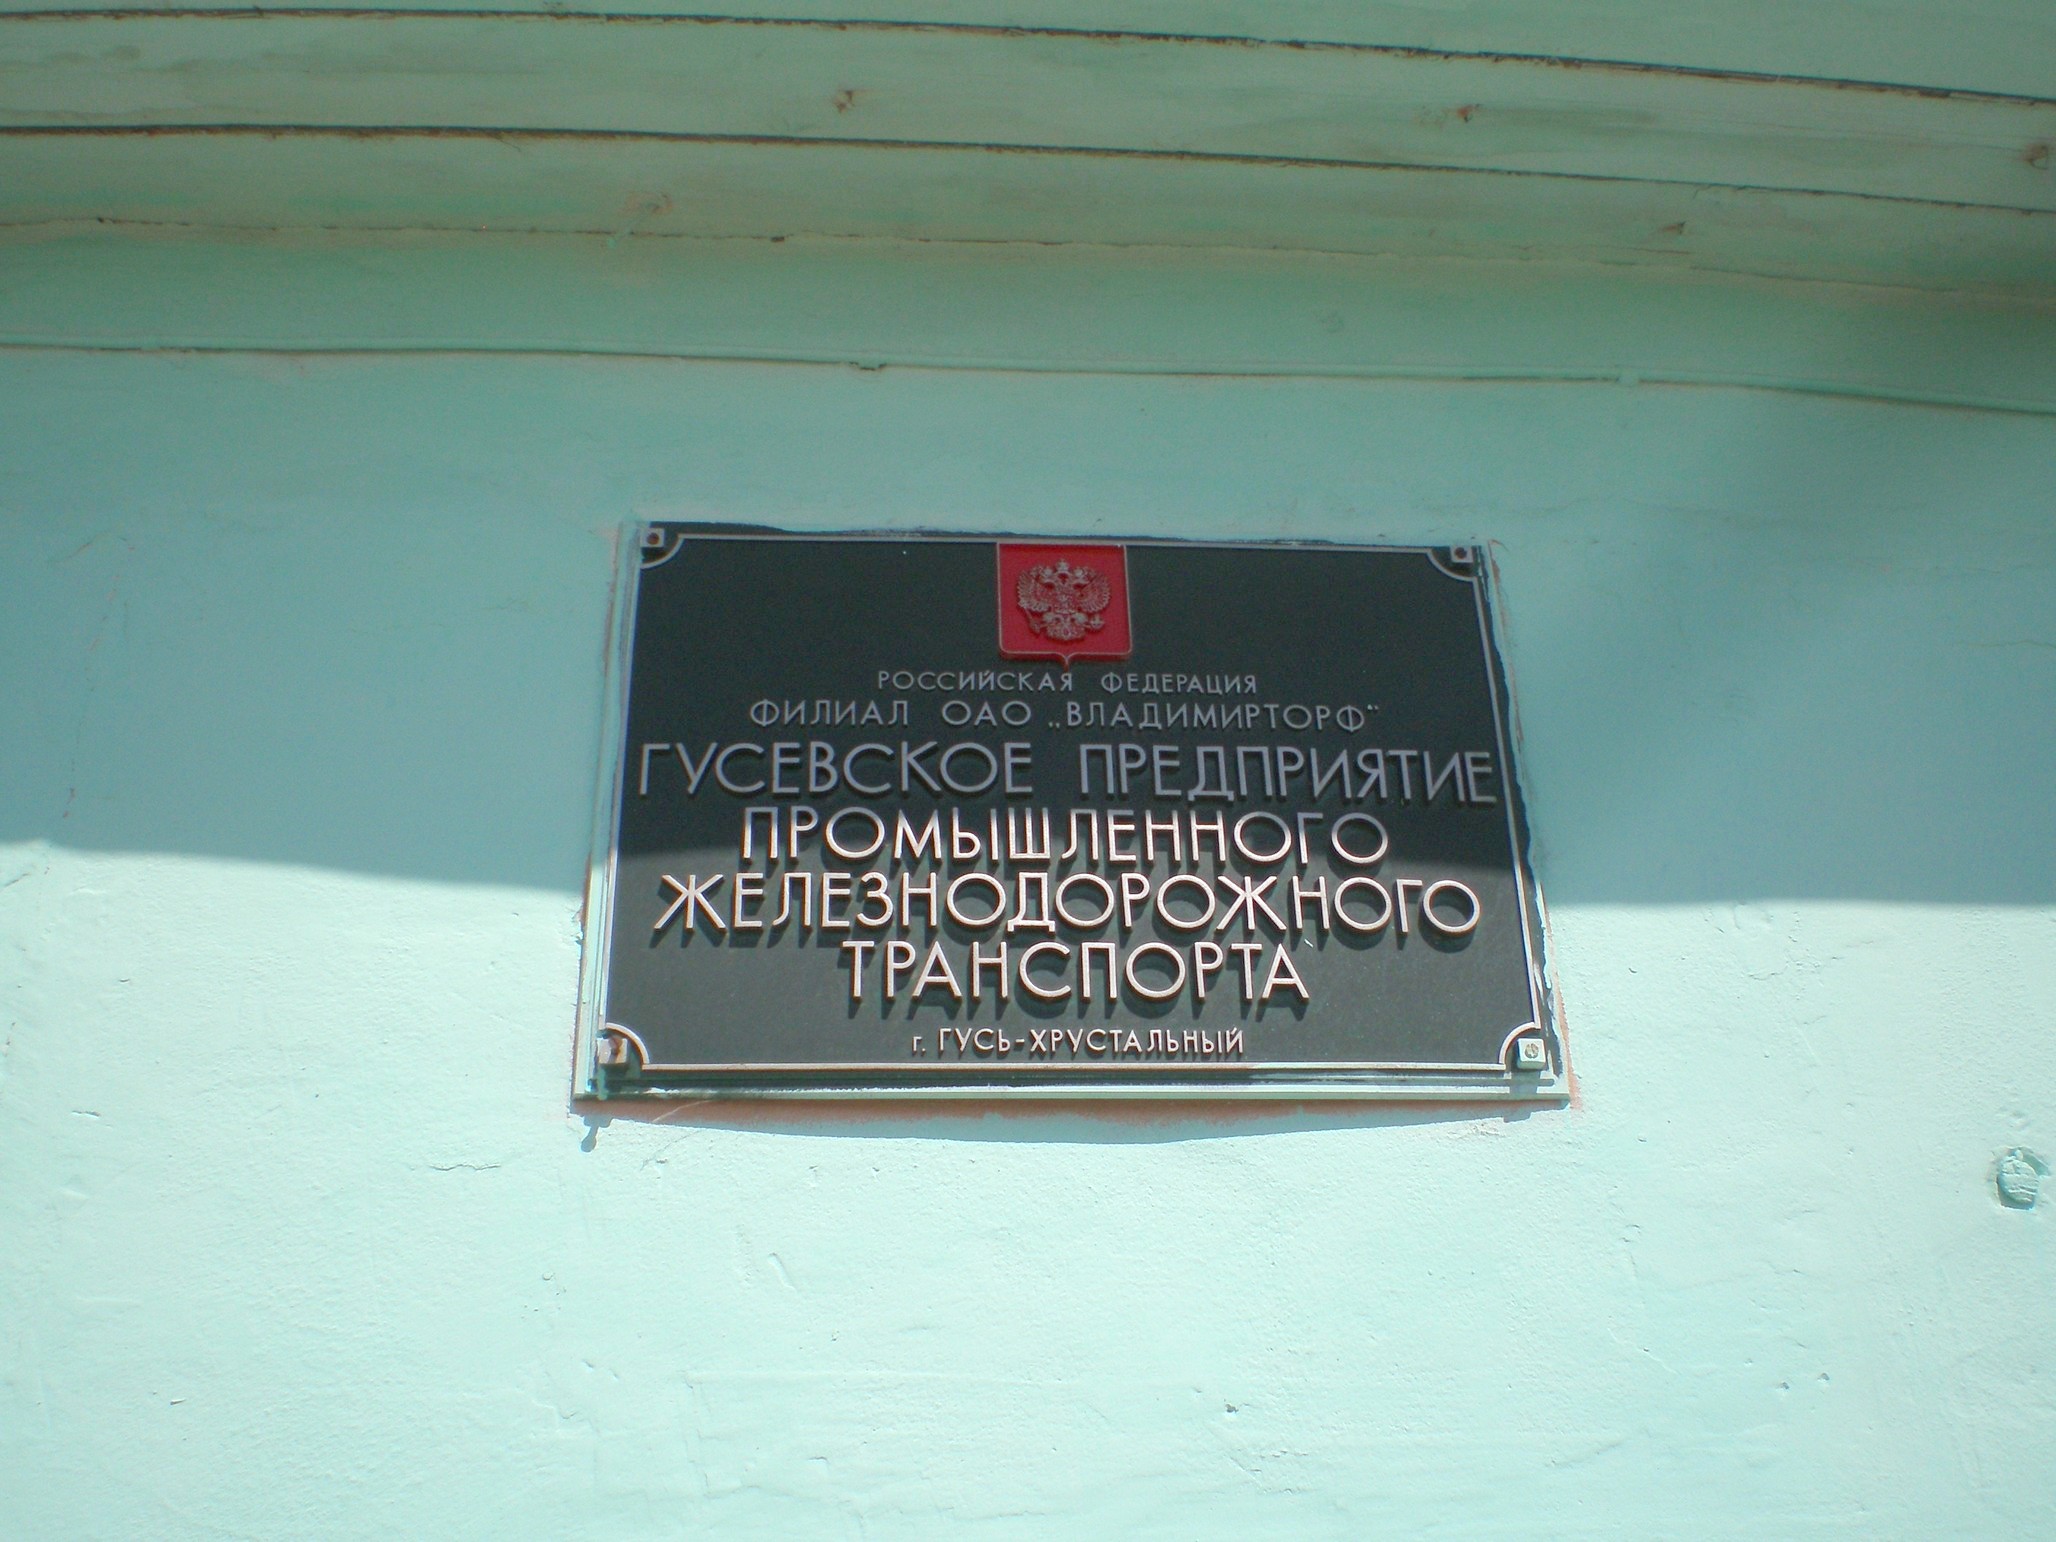 РОССИЙСКАЯ ФЕДЕРАЦИЯ
ФИЛИАЛ ОАО „ВЛАДИМИРТОРФ“
ГУСЕВСКОЕ ПРЕДПРИЯТИЕ
ПРОМЫШЛЕННОГО
ЖЕЛЕЗНОДОРОЖНОГО
ТРАНСПОРТА
г. ГУСЬ-ХРУСТАЛЬНЫЙ